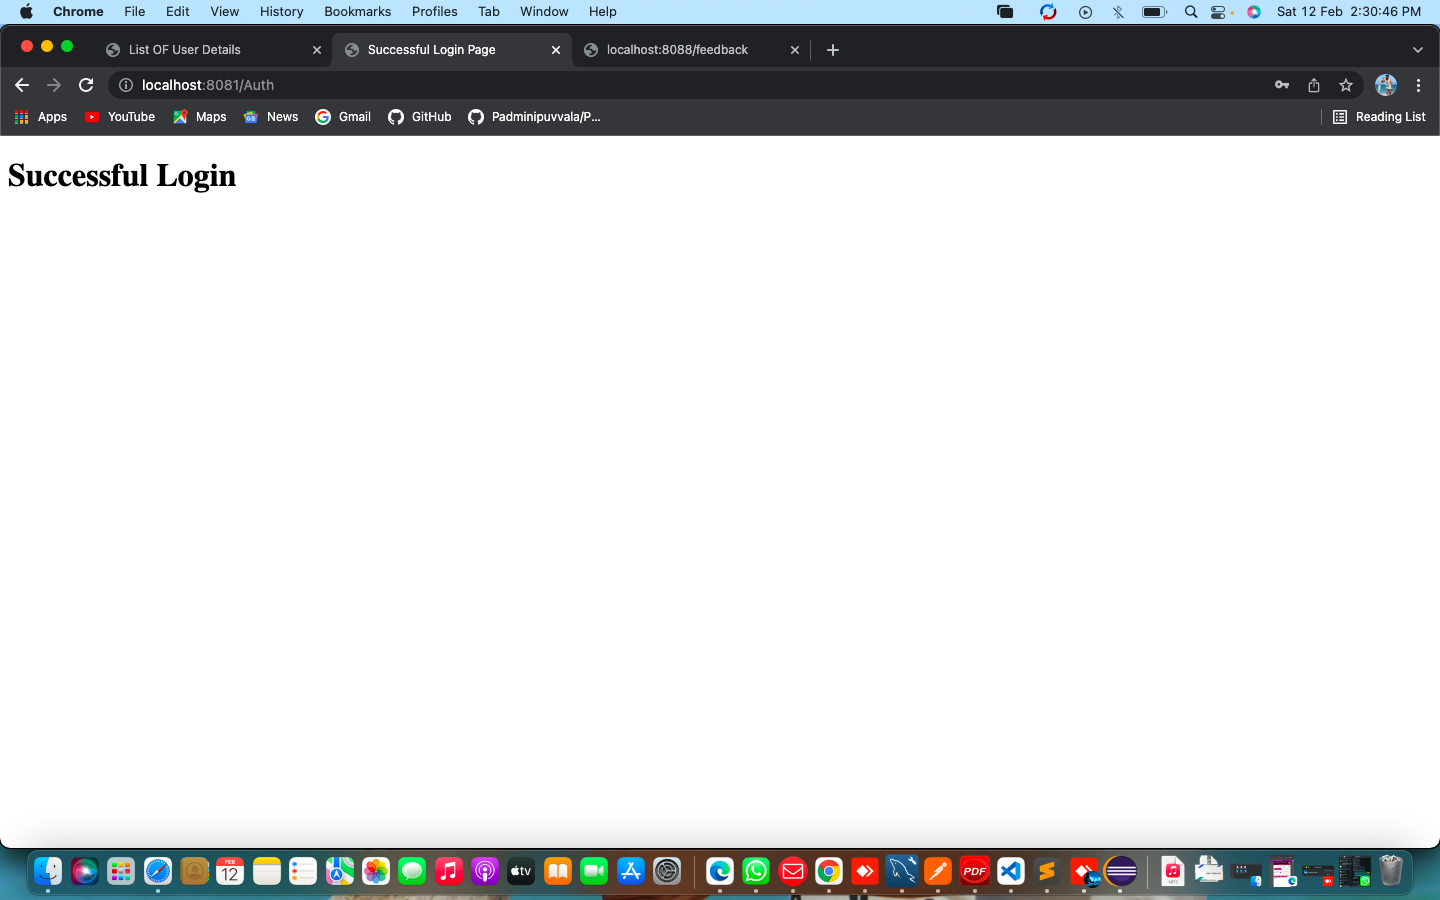 Chrome File Edit View History Bookmarks Profiles Tab Window Help Sat 12 Feb 2:30:46 PM
List OF User Details Successful Login Page localhost:8088/feedback
localhost:8081/Auth
Apps YouTube Maps News Gmail GitHub Padminipuvvala/P... Reading List
Successful Login
FEB
12
tv
PDF